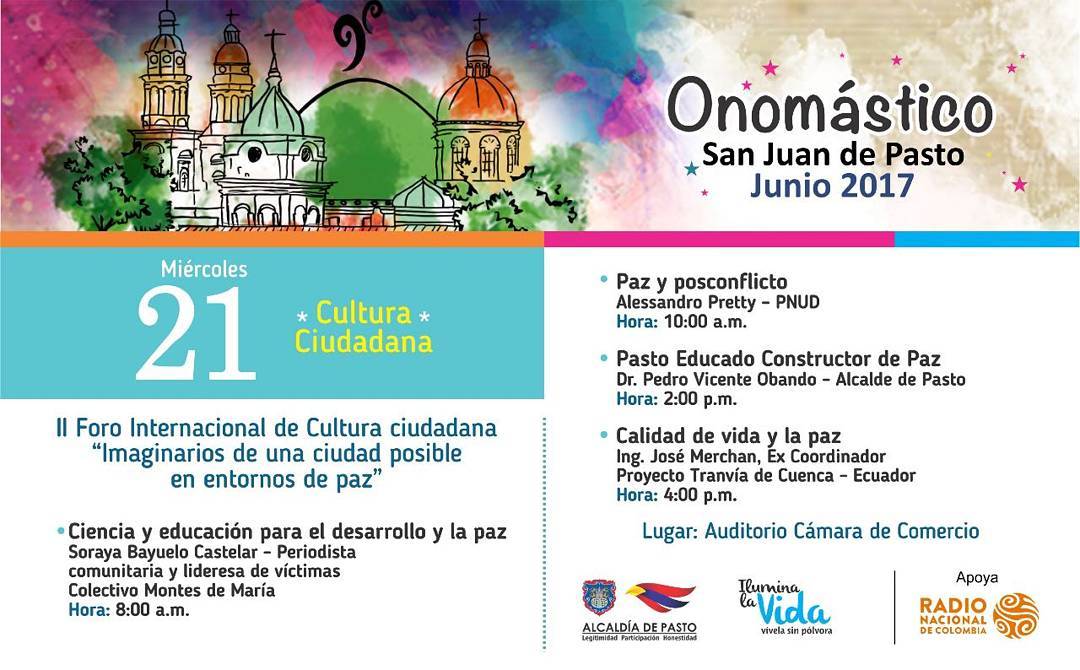 Onomástico
San Juan de Pasto
Junio 2017
Miércoles
21
* Cultura *
Ciudadana
II Foro Internacional de Cultura ciudadana
“Imaginarios de una ciudad posible
en entornos de paz”
• Ciencia y educación para el desarrollo y la paz
Soraya Bayuelo Castelar – Periodista
comunitaria y lideresa de víctimas
Colectivo Montes de María
Hora: 8:00 a.m.
• Paz y posconflicto
Alessandro Pretty – PNUD
Hora: 10:00 a.m.
• Pasto Educado Constructor de Paz
Dr. Pedro Vicente Obando – Alcalde de Pasto
Hora: 2:00 p.m.
• Calidad de vida y la paz
Ing. José Merchan, Ex Coordinador
Proyecto Tranvía de Cuenca – Ecuador
Hora: 4:00 p.m.
Lugar: Auditorio Cámara de Comercio
ALCALDÍA DE PASTO
Legitimidad Participación Honestidad
Ilumina
la Vida
vívela sin pólvora
Apoya
RADIO
NACIONAL
DE COLOMBIA